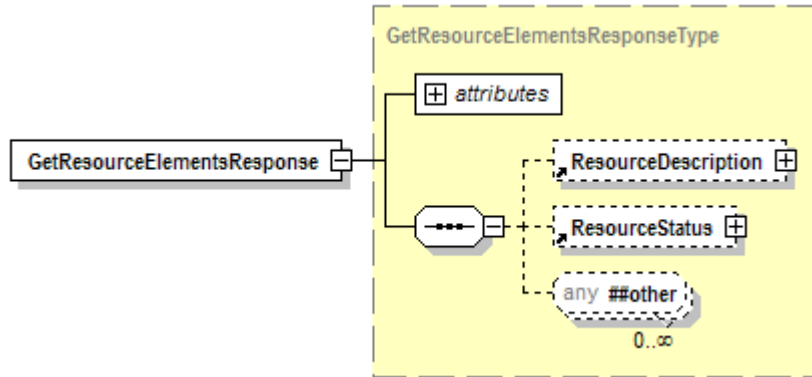 GetResourceElementsResponseType
attributes
GetResourceElementsResponse
ResourceDescription
ResourceStatus
any ##other
0..∞